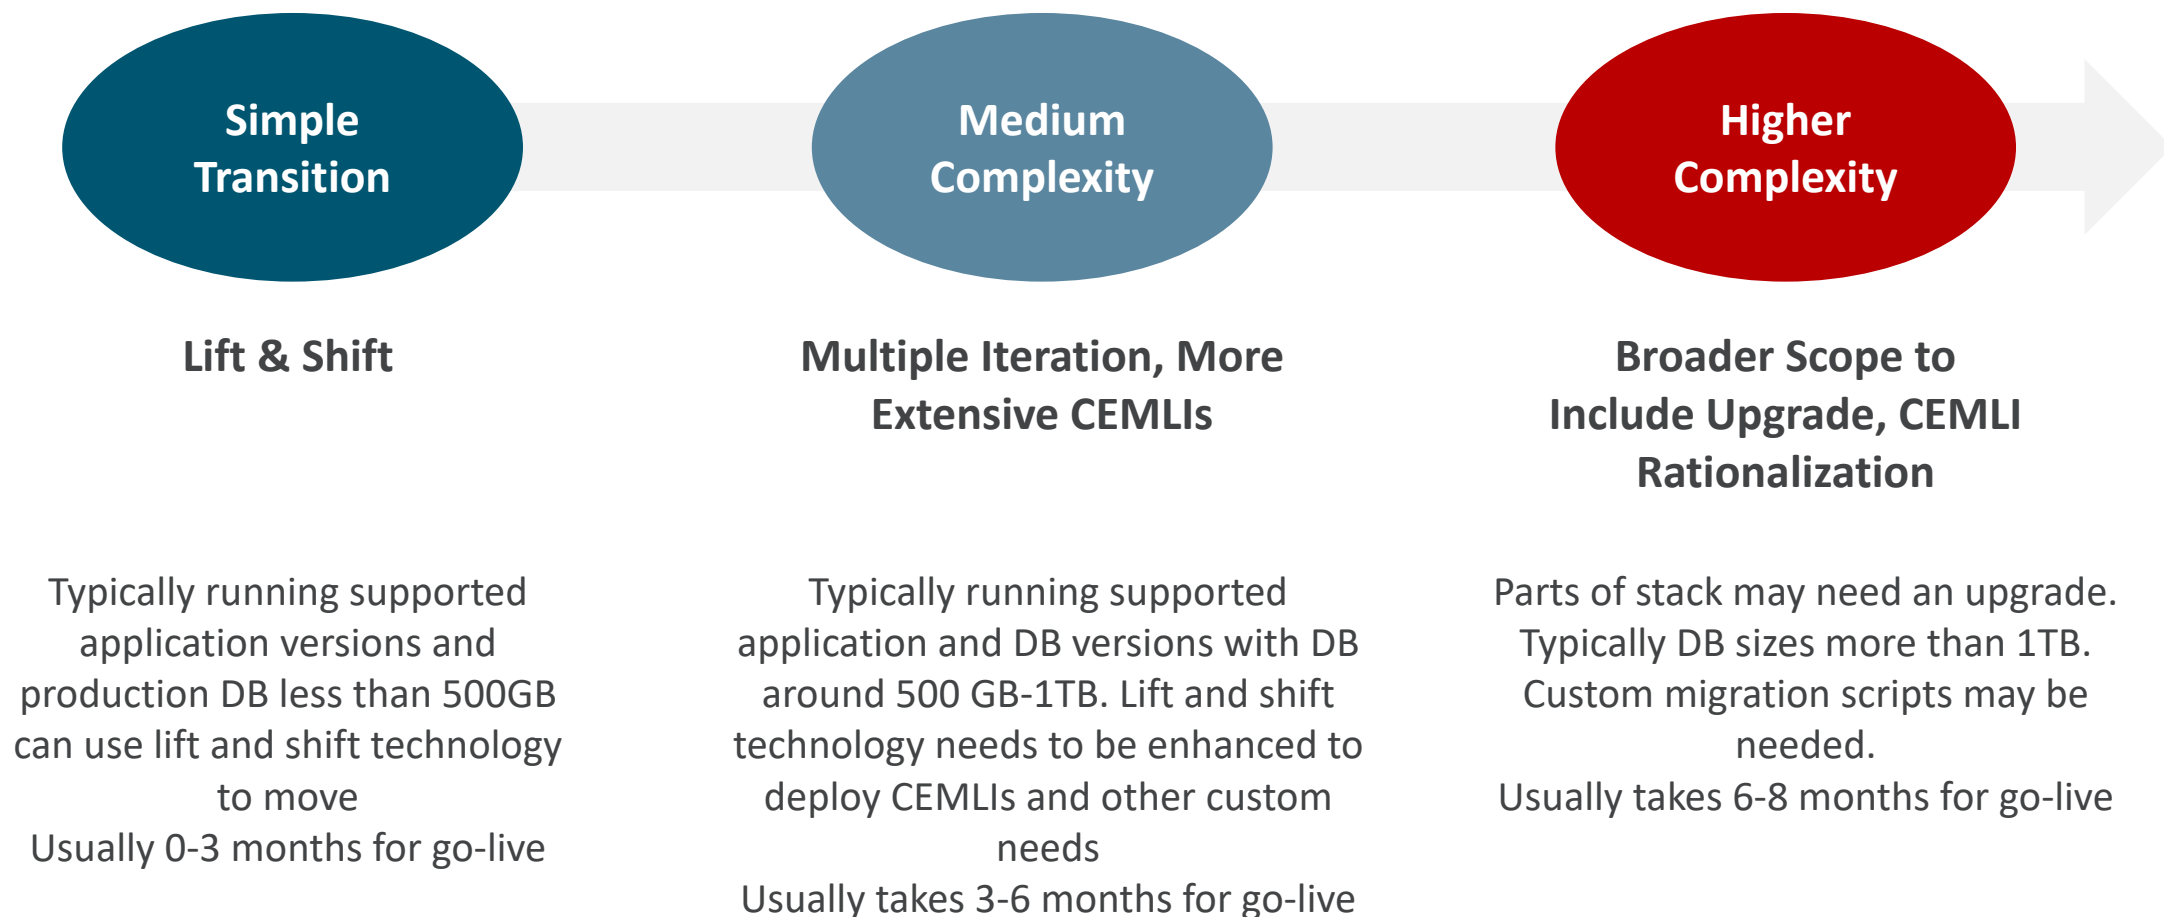 Simple
Transition
Medium
Complexity
Higher
Complexity
Lift & Shift
Multiple Iteration, More
Extensive CEMLIs
Broader Scope to
Include Upgrade, CEMLI
Rationalization
Typically running supported
application versions and
production DB less than 500GB
can use lift and shift technology
to move
Usually 0-3 months for go-live
Typically running supported
application and DB versions with DB
around 500 GB-1TB. Lift and shift
technology needs to be enhanced to
deploy CEMLIs and other custom
needs
Usually takes 3-6 months for go-live
Parts of stack may need an upgrade.
Typically DB sizes more than 1TB.
Custom migration scripts may be
needed.
Usually takes 6-8 months for go-live